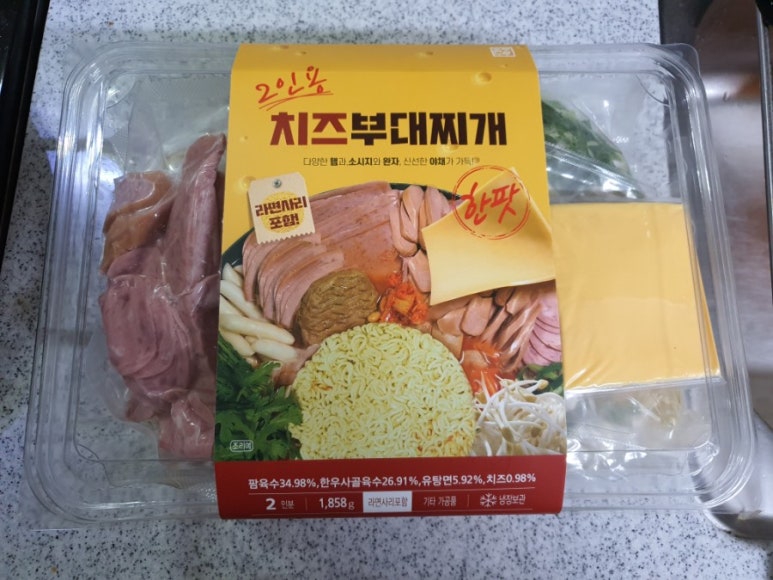 2인용
치즈부대찌개
다양한 햄과 소시지와 완자, 신선한 야채가 가득한
라면사리
포함!
한팟
조리예
팜육수34.98%,한우사골육수26.91%,유탕면5.92%,치즈0.98%
2 인분 1,858g 라면사리포함 기타 가공품 냉장보관